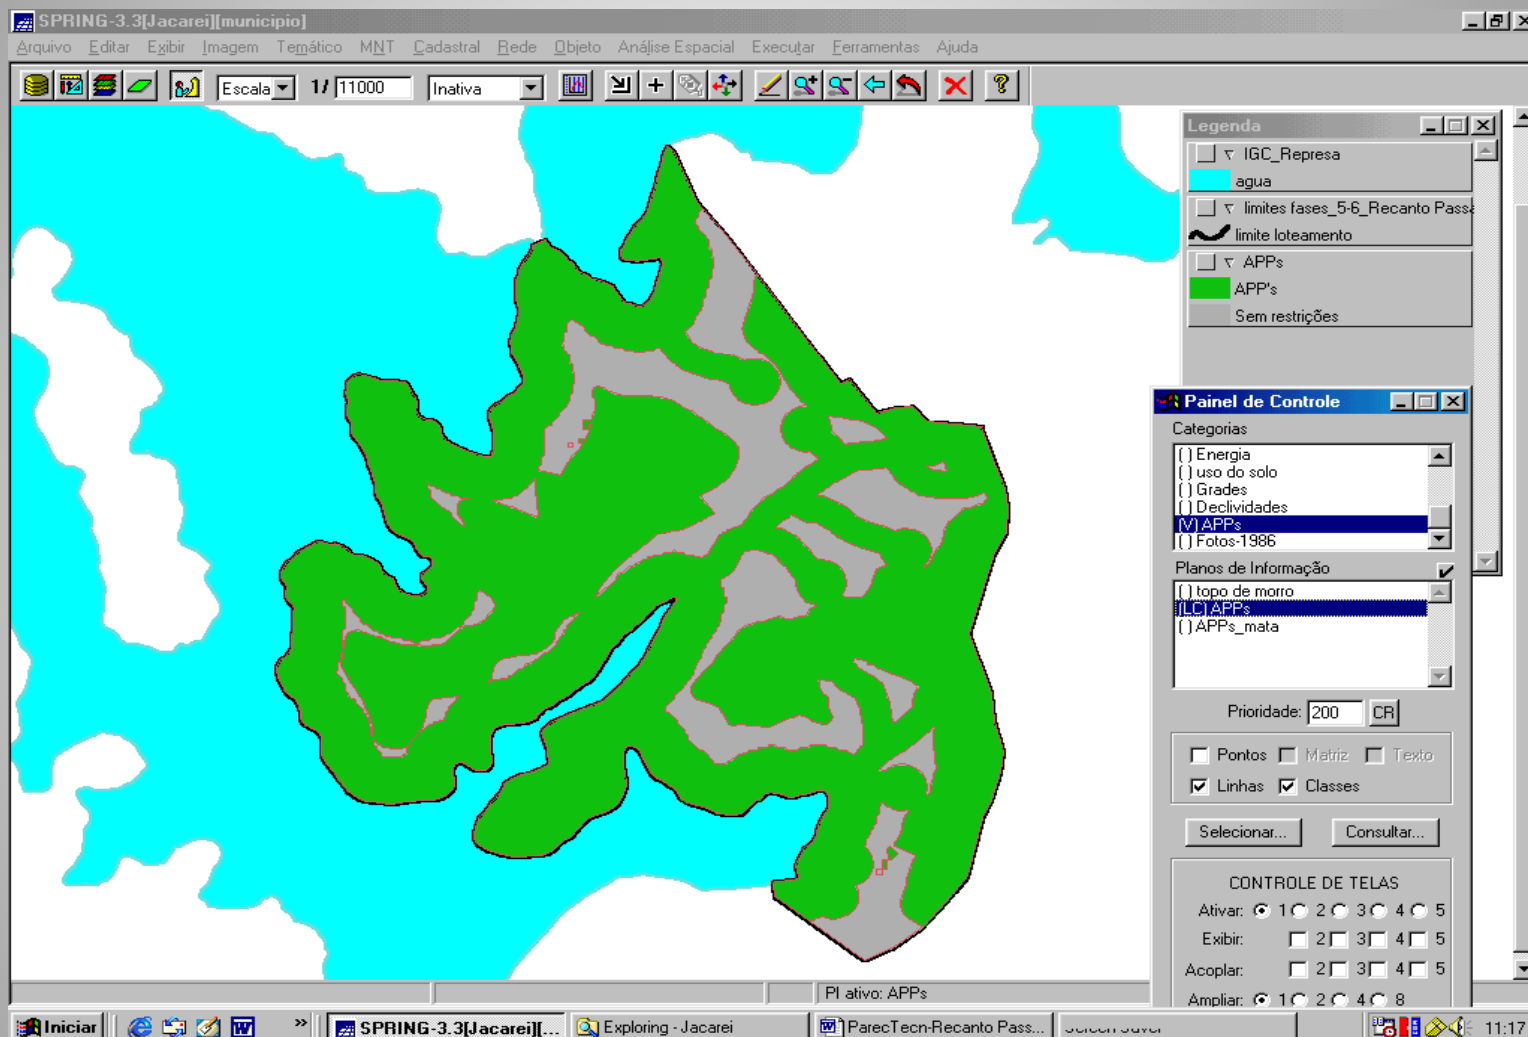 SPRING-3.3[Jacarei][municipio]
Arquivo Editar Exibir Imagem Temático MNT Cadastral Rede Objeto Análise Espacial Executar Ferramentas Ajuda
Escala 1/ 11000 Inativa
Legenda
IGC_Represa
agua
limites fases_5-6_Recanto Passá
limite loteamento
APPs
APP's
Sem restrições
Painel de Controle
Categorias
( ) Energia
( ) uso do solo
( ) Grades
( ) Declividades
(V) APPs
( ) Fotos-1986
Planos de Informação
( ) topo de morro
(LC) APPs
( ) APPs_mata
Prioridade: 200 CR
Pontos Matriz Texto
Linhas Classes
Selecionar... Consultar...
CONTROLE DE TELAS
Ativar: 1 2 3 4 5
Exibir: 2 3 4 5
Acoplar: 2 3 4 5
Ampliar: 1 2 4 8
PI ativo: APPs
Iniciar » SPRING-3.3[Jacarei][... Exploring - Jacarei ParecTecn-Recanto Pass... 11:17